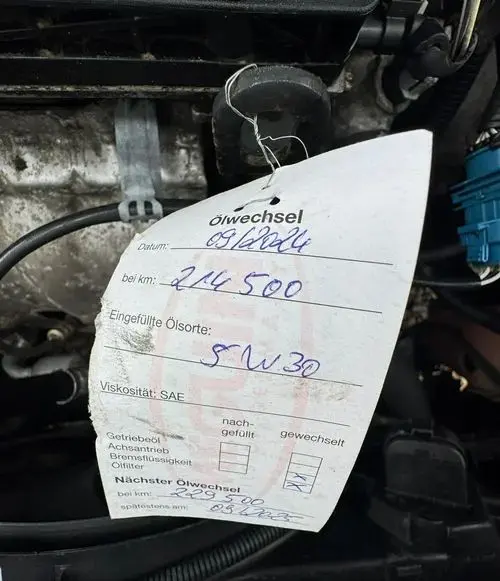 Ölwechsel
Datum: 09/2024
bei km: 214 500
Eingefüllte Ölsorte:
5W30
Viskosität: SAE
nach-
gefüllt gewechselt
Getriebeöl
Achsantrieb
Bremsflüssigkeit
Ölfilter
Nächster Ölwechsel
bei km: 229 500
spätestens am: 09/2025